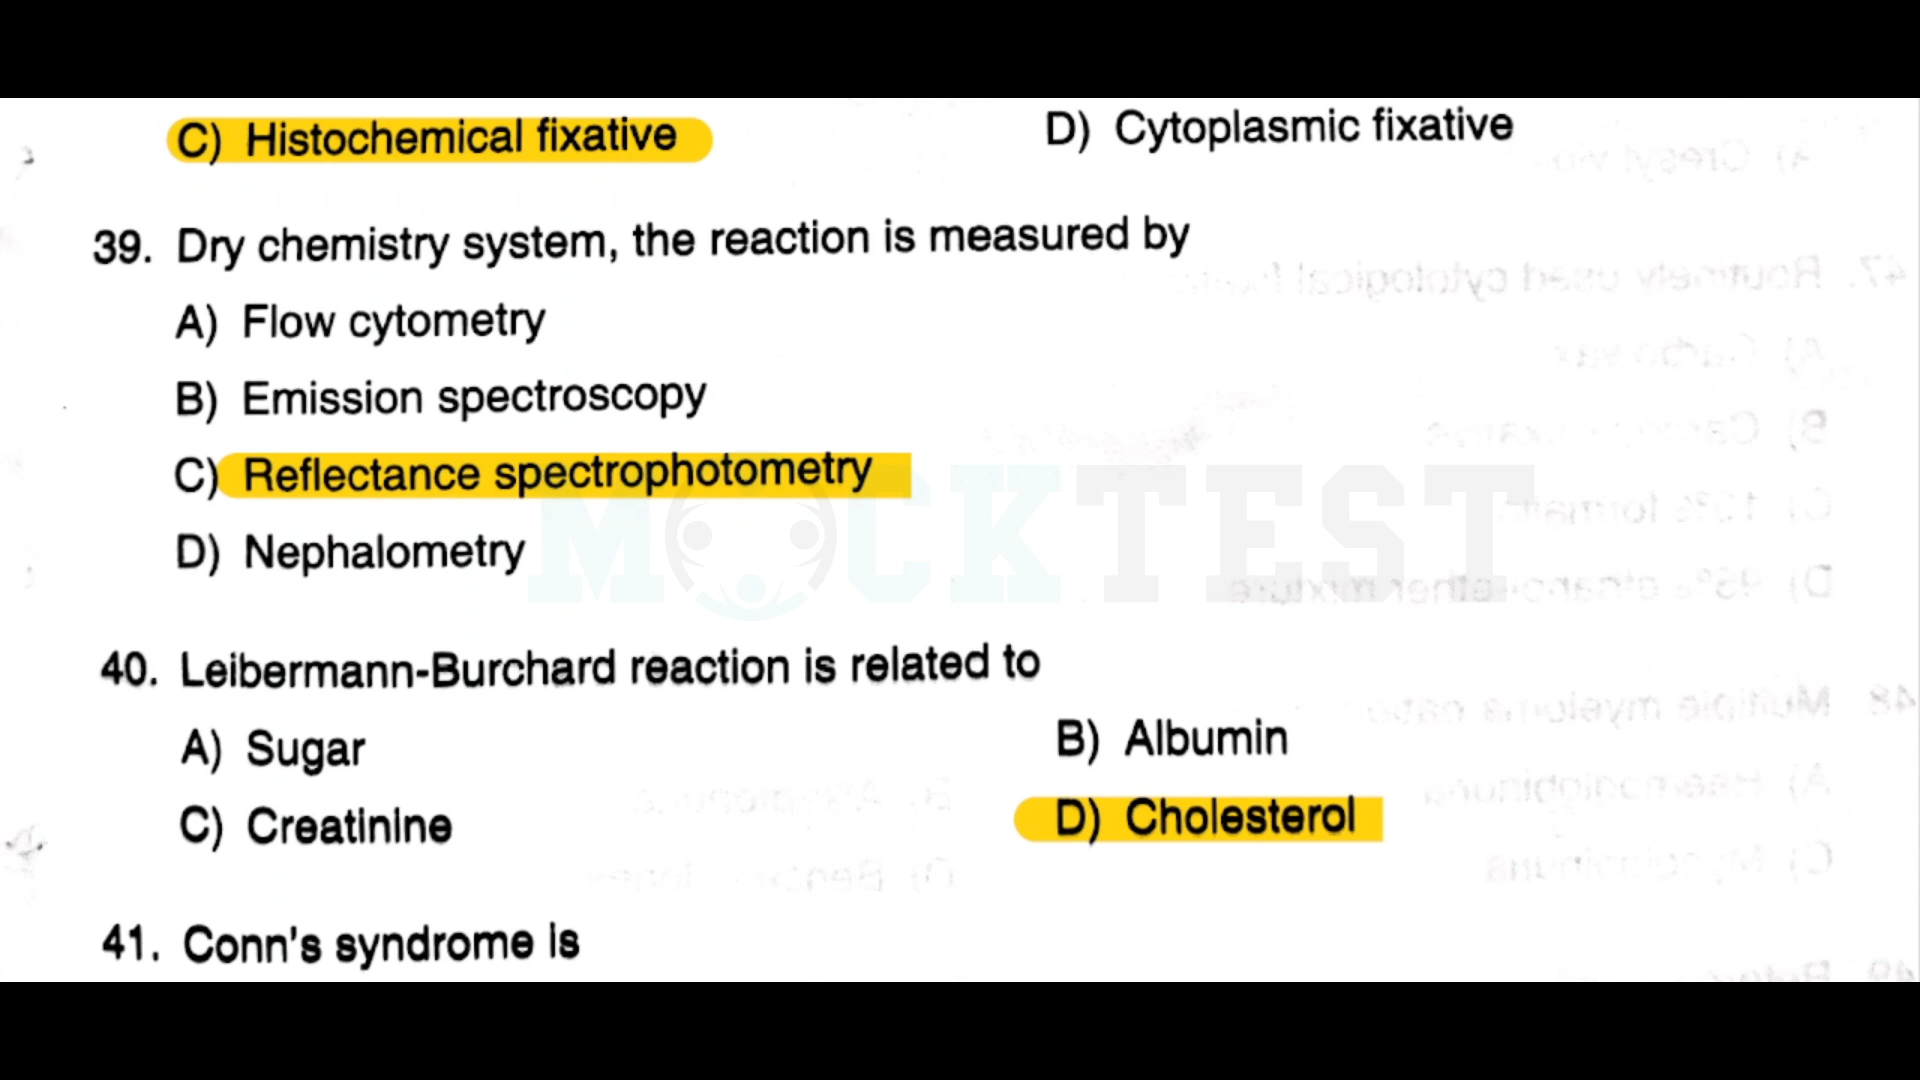 C) Histochemical fixative D) Cytoplasmic fixative
39. Dry chemistry system, the reaction is measured by
A) Flow cytometry
B) Emission spectroscopy
C) Reflectance spectrophotometry
D) Nephalometry
MOCKTEST
40. Leibermann-Burchard reaction is related to
A) Sugar B) Albumin
C) Creatinine D) Cholesterol
41. Conn's syndrome is